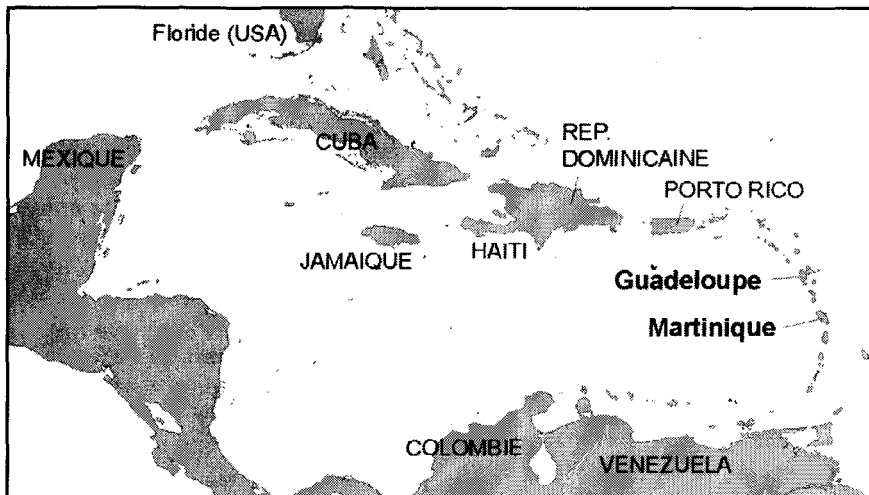 Floride (USA)
MEXIQUE
CUBA
REP.
DOMINICAINE
PORTO RICO
JAMAIQUE
HAITI
Guadeloupe
Martinique
COLOMBIE
VENEZUELA